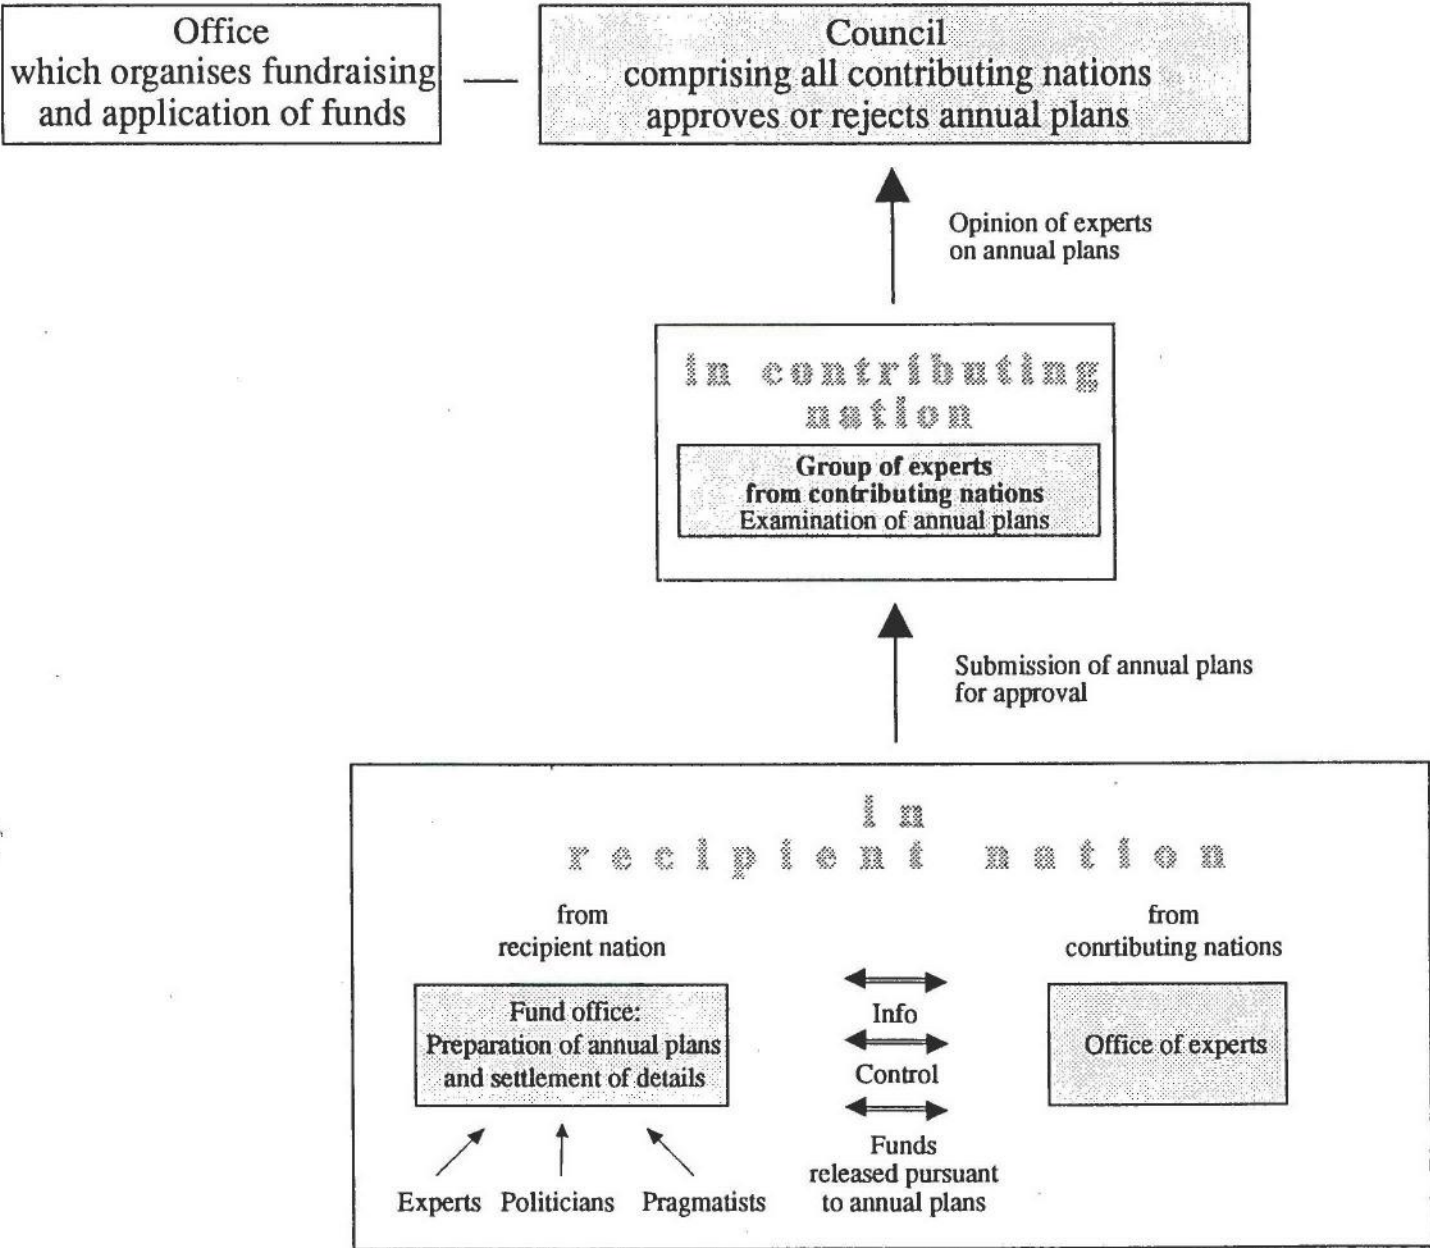 Office
which organises fundraising
and application of funds
Council
comprising all contributing nations
approves or rejects annual plans
Opinion of experts
on annual plans
in contributing
nation
Group of experts
from contributing nations
Examination of annual plans
Submission of annual plans
for approval
in
recipient nation
from
recipient nation
from
conrtibuting nations
Fund office:
Preparation of annual plans
and settlement of details
Info
Control
Funds
released pursuant
to annual plans
Office of experts
Experts
Politicians
Pragmatists